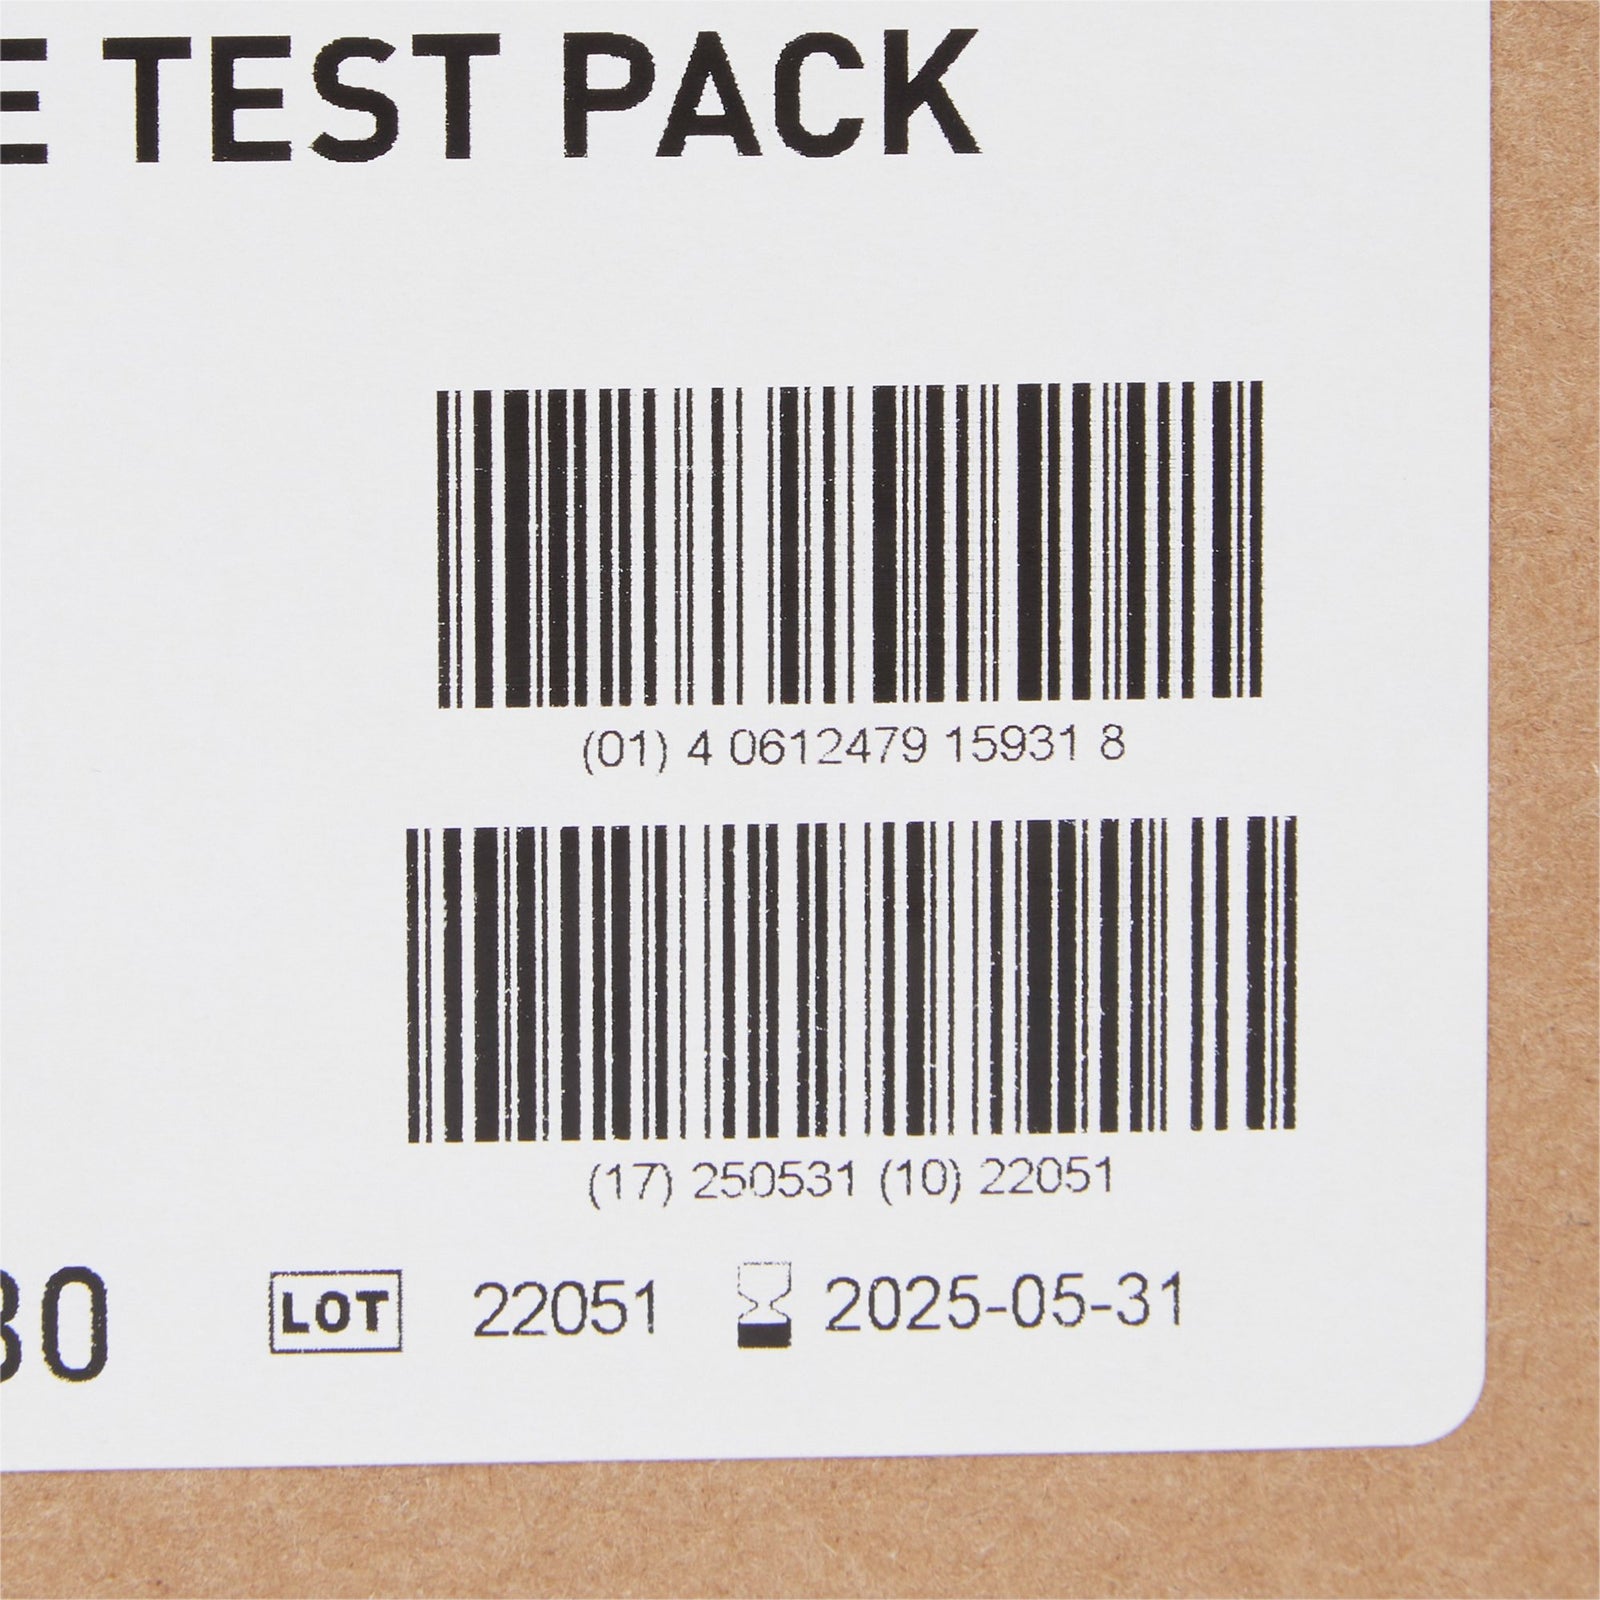 E TEST PACK
(01) 4 0612479 15931 8
(17) 250531 (10) 22051
30 LOT 22051 2025-05-31